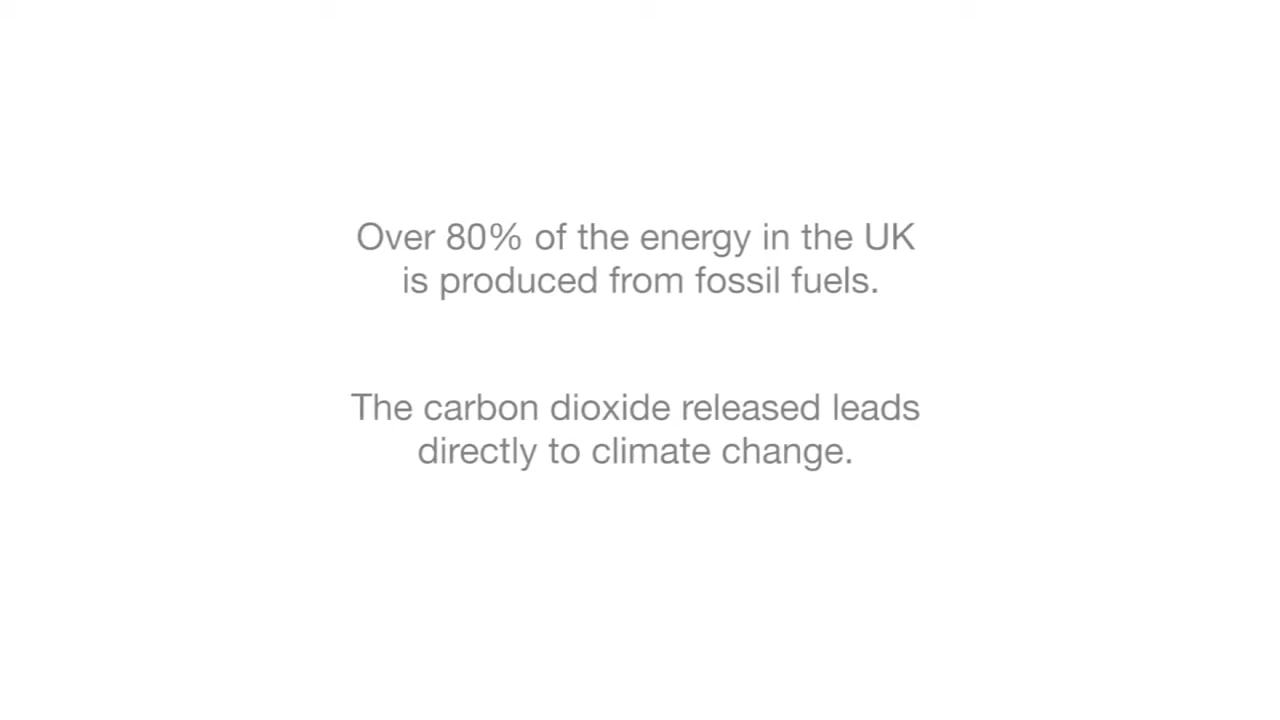 Over 80% of the energy in the UK
is produced from fossil fuels.
The carbon dioxide released leads
directly to climate change.